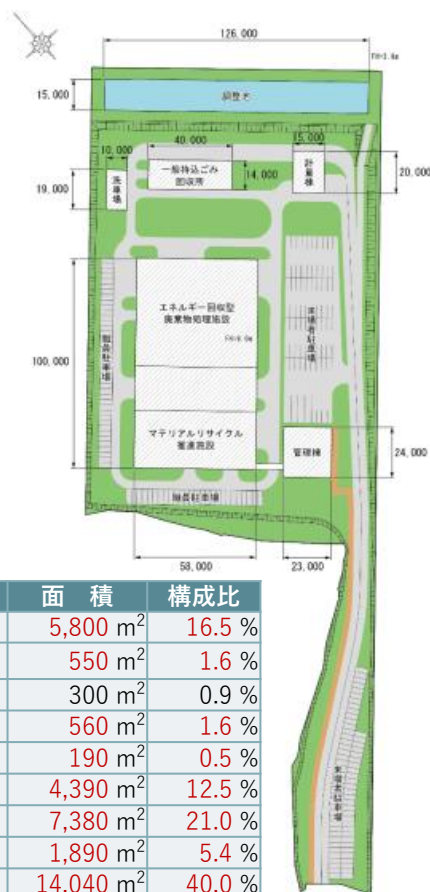 126,000
FH=3.4m
15,000
調整池
40,000
15,000
10,000
一般持込ごみ
回収所
14,000
計量棟
20,000
19,000
洗車場
エネルギー回収型
廃棄物処理施設
FH=8.0m
来場者駐車場
職員駐車場
100,000
マテリアルリサイクル
推進施設
管理棟
24,000
職員駐車場
58,000
23,000
面 積 構成比
5,800 m² 16.5 %
550 m² 1.6 %
300 m² 0.9 %
560 m² 1.6 %
190 m² 0.5 %
4,390 m² 12.5 %
7,380 m² 21.0 %
1,890 m² 5.4 %
14,040 m² 40.0 %
来場者駐車場